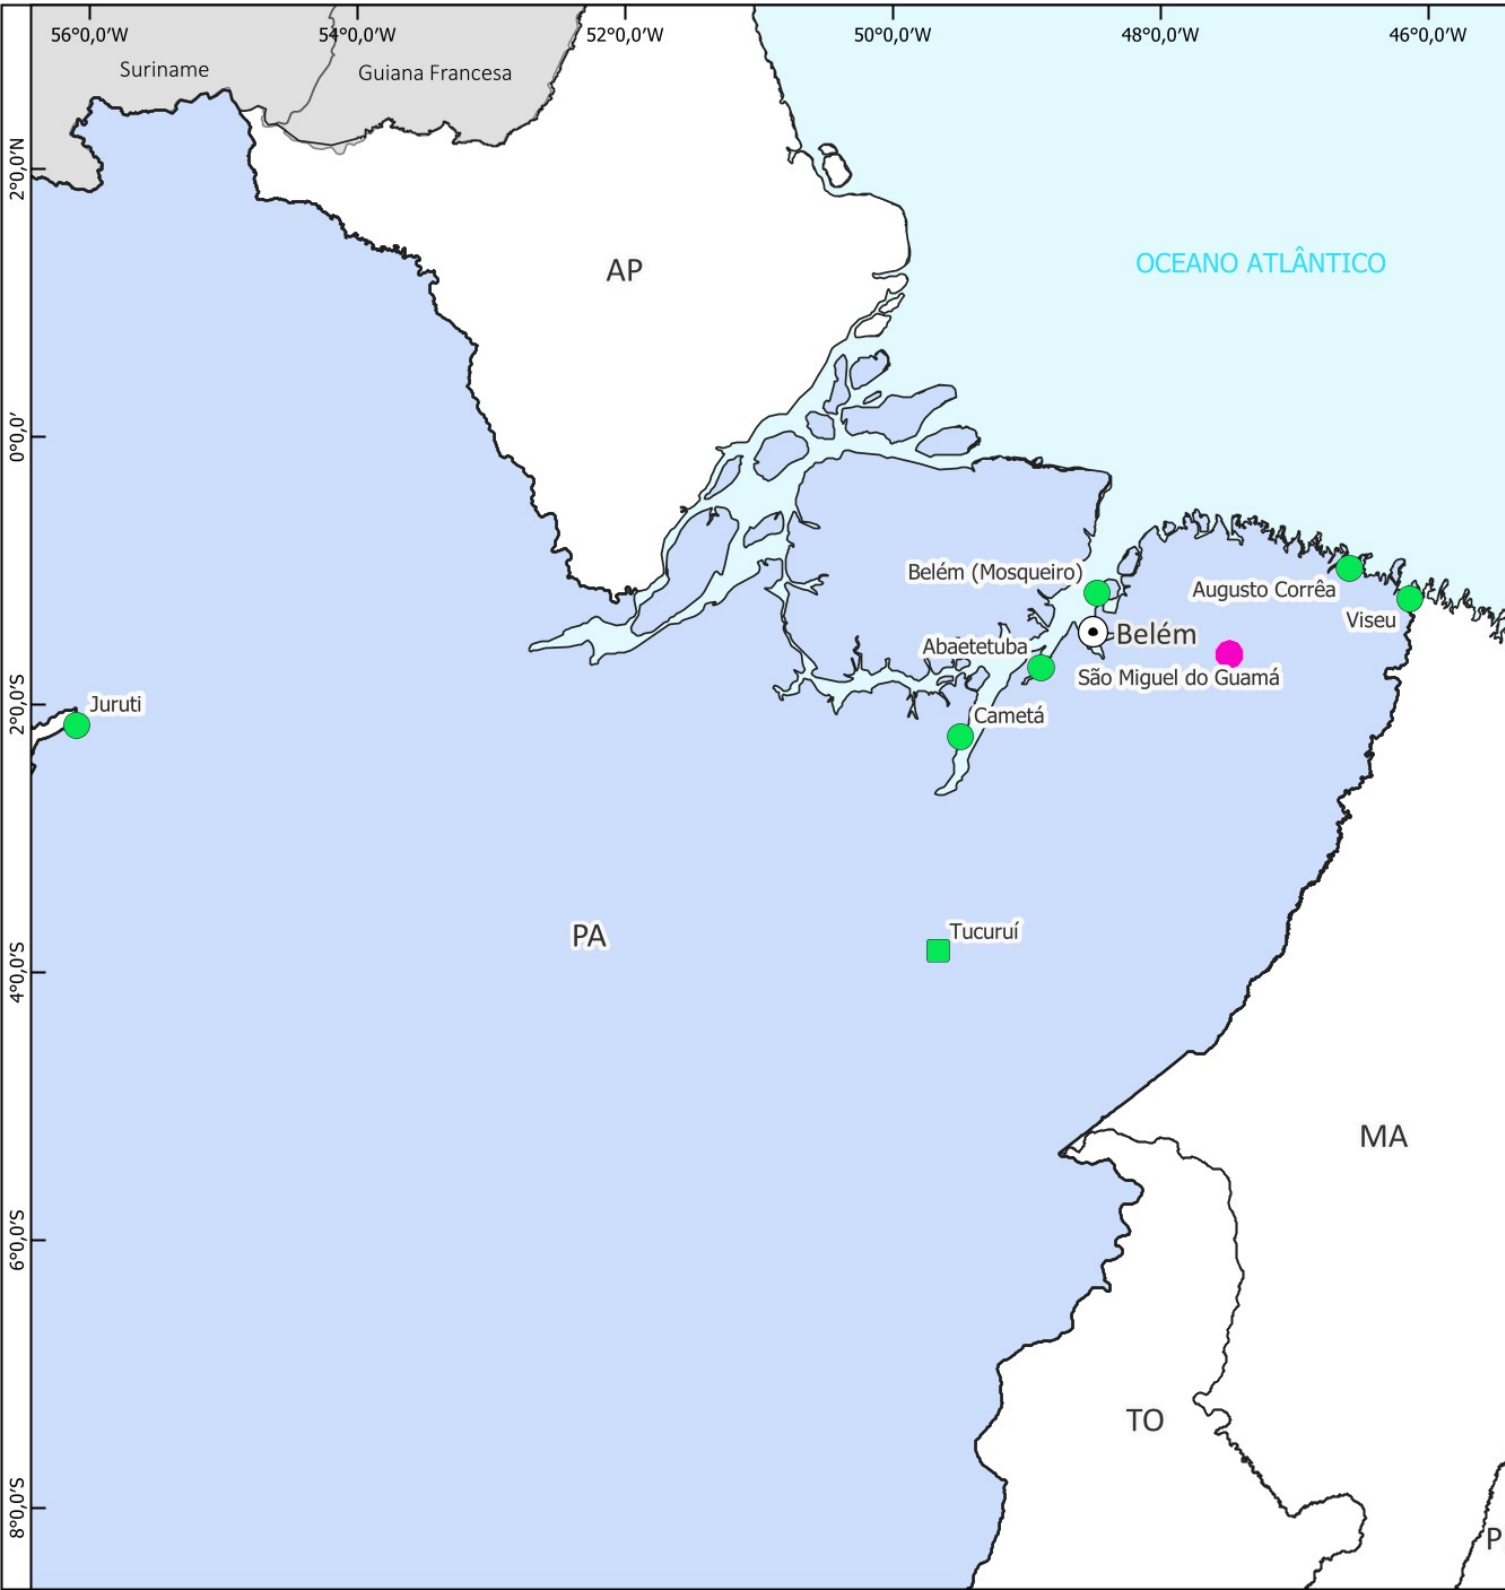 56°0,0'W 54°0,0'W 52°0,0'W 50°0,0'W 48°0,0'W 46°0,0'W
Suriname
Guiana Francesa
2°0,0'N
AP
OCEANO ATLÂNTICO
0°0,0'
Belém (Mosqueiro)
Augusto Corrêa
Viseu
Belém
Abaetetuba
São Miguel do Guamá
2°0,0'S
Juruti
Cametá
PA
Tucuruí
4°0,0'S
MA
6°0,0'S
TO
8°0,0'S
P